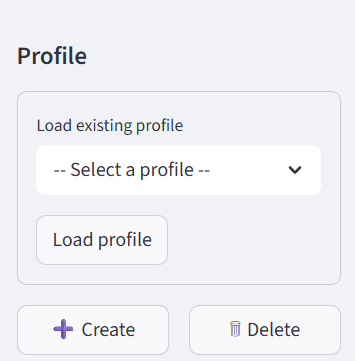 Profile
Load existing profile
-- Select a profile --
Load profile
Create
Delete